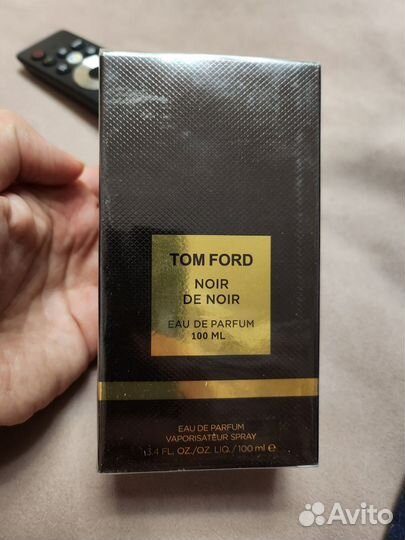 TOM FORD
NOIR
DE NOIR
EAU DE PARFUM
100 ML
EAU DE PARFUM
VAPORISATEUR SPRAY
3.4 FL. OZ./OZ. LIQ. / 100 ml e
Avito